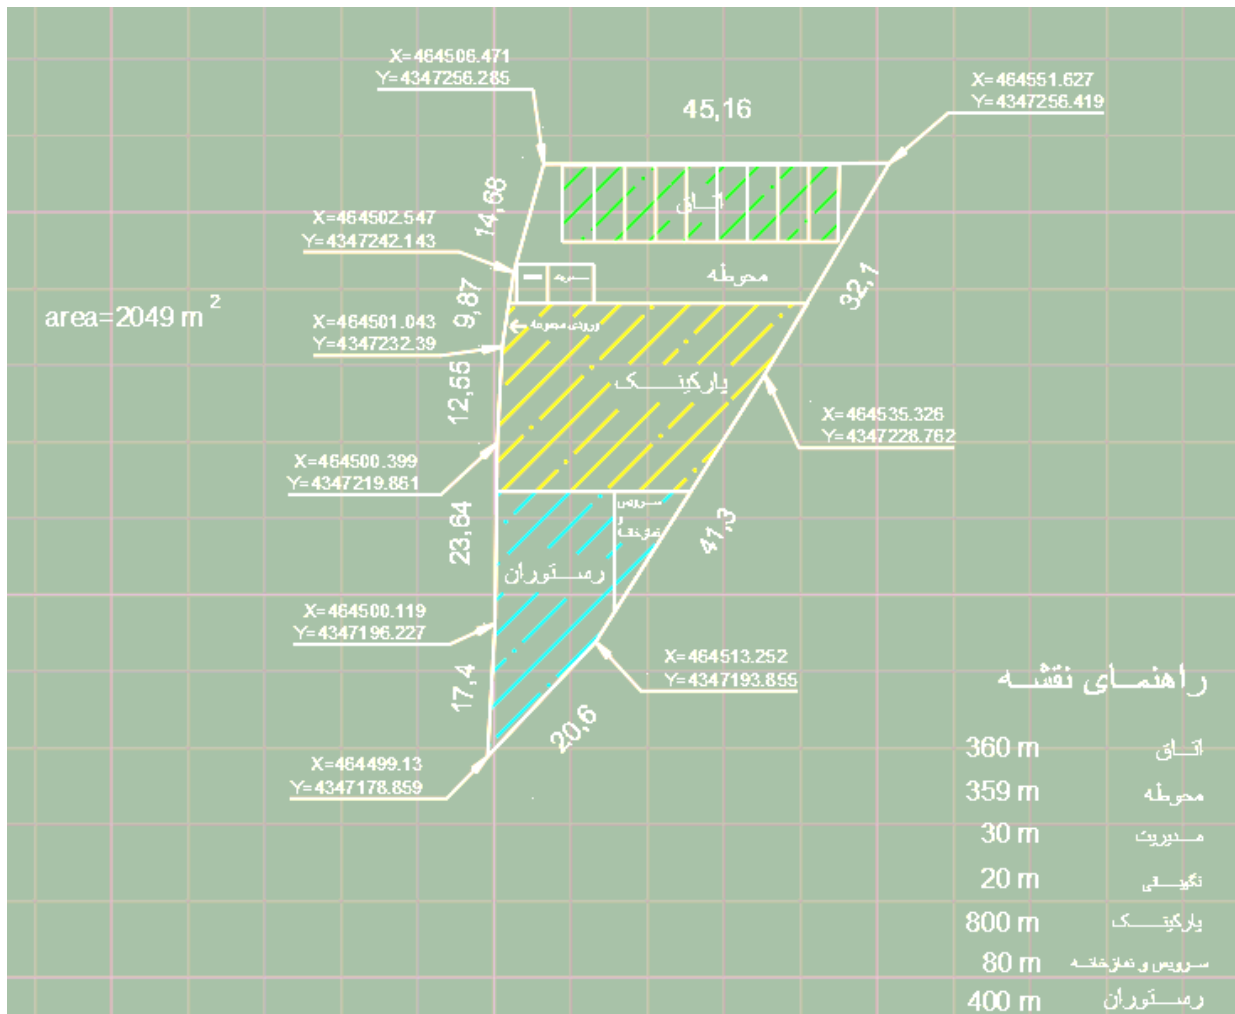 X=464506.471
Y=4347256.285
X=464551.627
Y=4347256.419
45,16
14,68
اتاق
X=464502.547
Y=4347242.143
محوطه
32,1
area=2049 m 2
9,87
مدیریت
X=464501.043
Y=4347232.39
ورودی مجموعه
12,55
پارکینگ
X=464535.326
Y=4347228.762
X=464500.399
Y=4347219.861
23,64
سرویس
و
نمازخانه
41,3
رستوران
X=464500.119
Y=4347196.227
X=464513.252
Y=4347193.855
17,4
20,6
X=464499.13
Y=4347178.859
راهنمای نقشه
اتاق 360 m
محوطه 359 m
مدیریت 30 m
نگهبانی 20 m
پارکینگ 800 m
سرویس و نمازخانه 80 m
رستوران 400 m